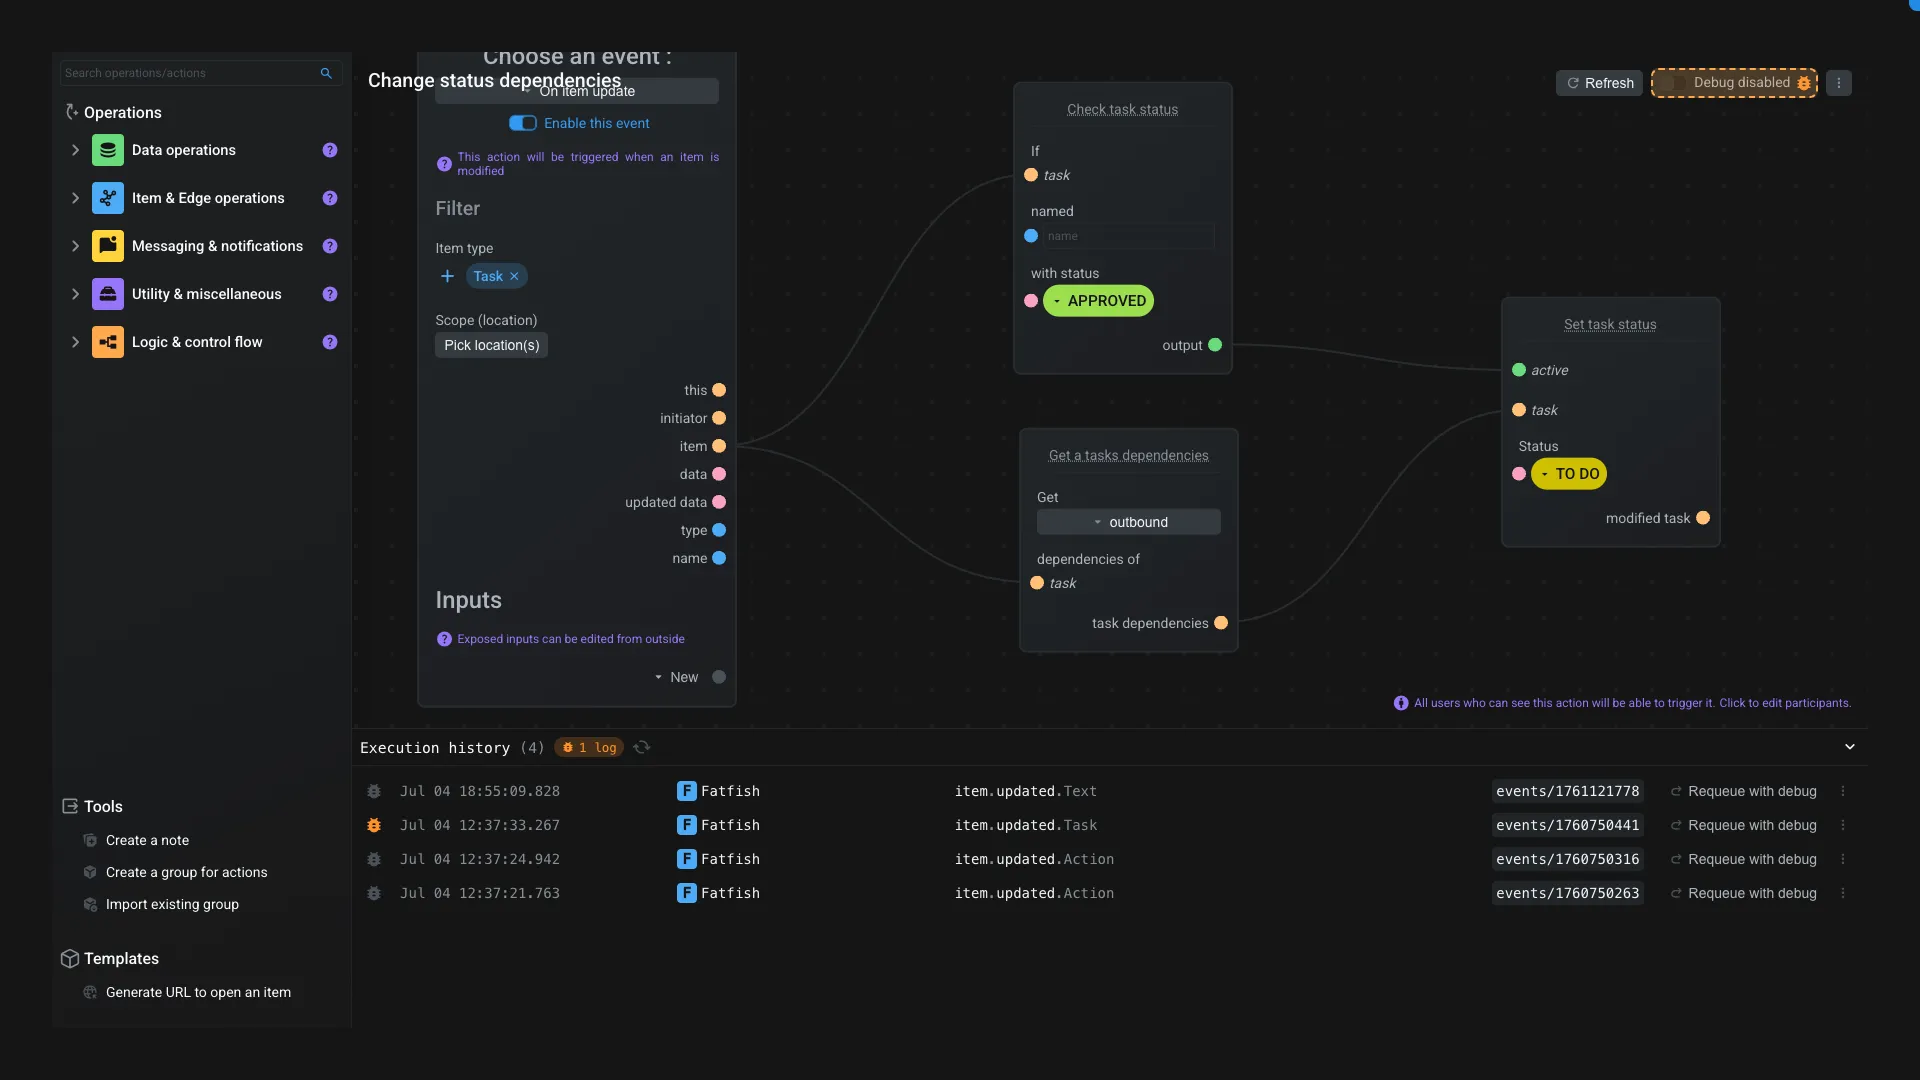 Search operations/actions
Operations
Data operations
?
Item & Edge operations
?
Messaging & notifications
?
Utility & miscellaneous
?
Logic & control flow
?
Tools
Create a note
Create a group for actions
Import existing group
Templates
Generate URL to open an item
Change status dependencies
Refresh
Debug disabled
Choose an event :
On item update
Enable this event
? This action will be triggered when an item is
modified
Filter
Item type
+ Task ×
Scope (location)
Pick location(s)
this
initiator
item
data
updated data
type
name
Inputs
? Exposed inputs can be edited from outside
New
Check task status
If
task
named
name
with status
APPROVED
output
Get a tasks dependencies
Get
outbound
dependencies of
task
task dependencies
Set task status
active
task
Status
TO DO
modified task
All users who can see this action will be able to trigger it. Click to edit participants.
Execution history (4) 1 log
Jul 04 18:55:09.828 F Fatfish item.updated.Text events/1761121778 Requeue with debug
Jul 04 12:37:33.267 F Fatfish item.updated.Task events/1760750441 Requeue with debug
Jul 04 12:37:24.942 F Fatfish item.updated.Action events/1760750316 Requeue with debug
Jul 04 12:37:21.763 F Fatfish item.updated.Action events/1760750263 Requeue with debug